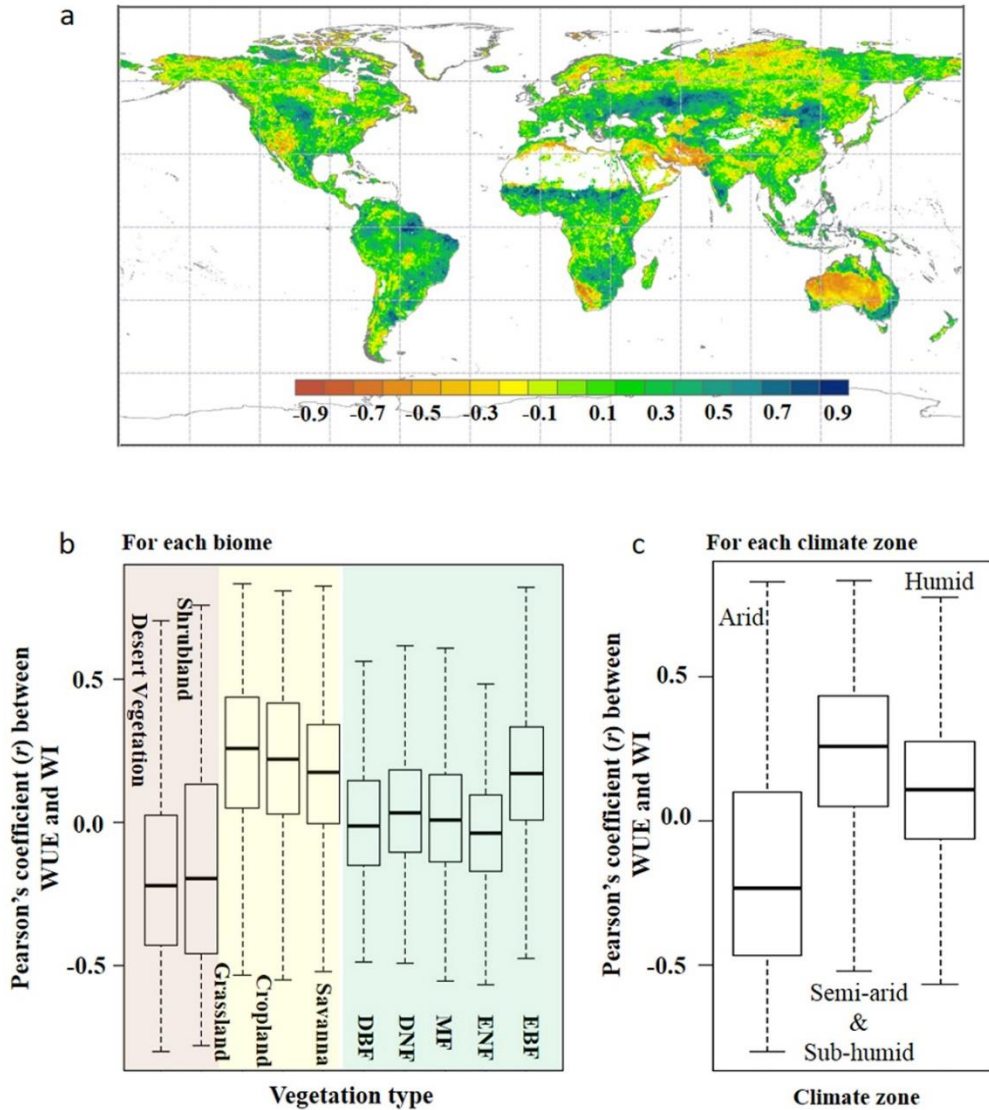 a
-0.9 -0.7 -0.5 -0.3 -0.1 0.1 0.3 0.5 0.7 0.9
b
For each biome
Pearson's coefficient (r) between
WUE and WI
0.5
0.0
-0.5
Desert Vegetation
Shrubland
Grassland
Cropland
Savanna
DBF
DNF
MF
ENF
EBF
Vegetation type
c
For each climate zone
Pearson's coefficient (r) between
WUE and WI
0.5
0.0
-0.5
Arid
Humid
Semi-arid
&
Sub-humid
Climate zone